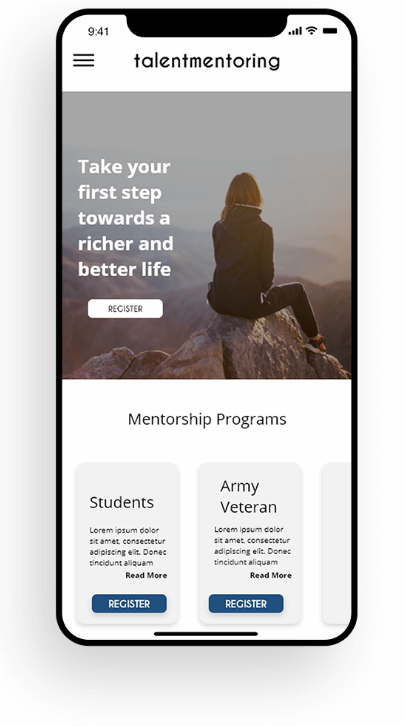 9:41
talentmentoring
Take your
first step
towards a
richer and
better life
REGISTER
Mentorship Programs
Students
Lorem ipsum dolor
sit amet, consectetur
adipiscing elit. Donec
tincidunt aliquam
Read More
REGISTER
Army
Veteran
Lorem ipsum dolor
sit amet, consectetur
adipiscing elit. Donec
tincidunt aliquam
Read More
REGISTER